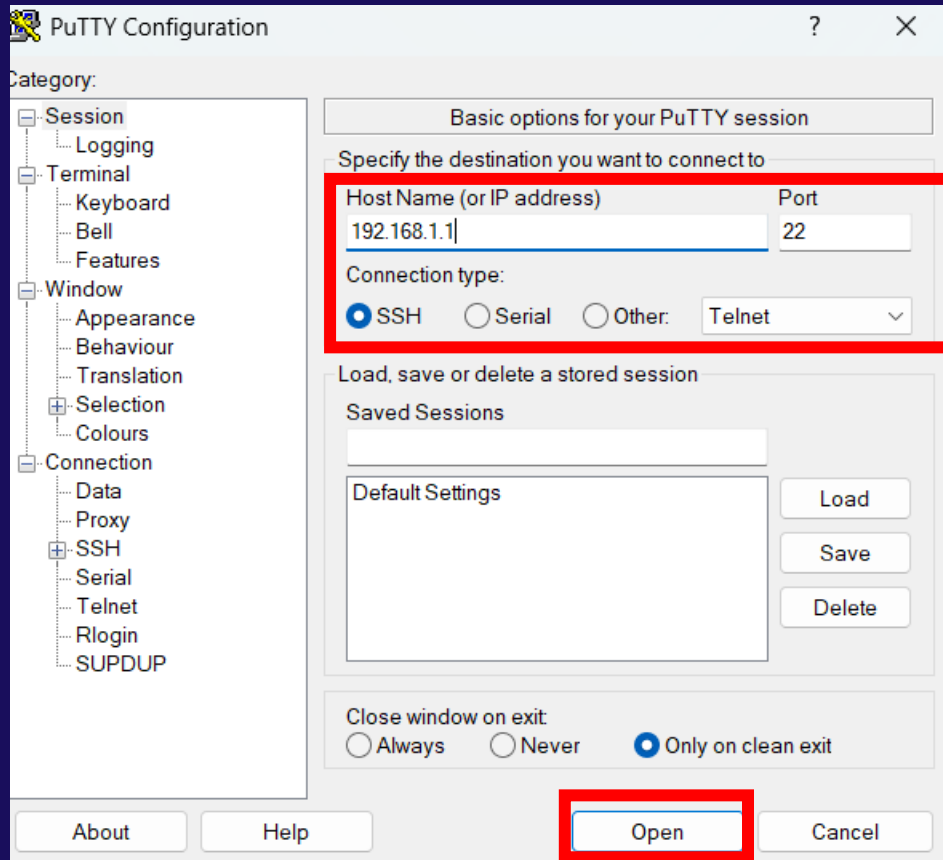 PuTTY Configuration
?
Category:
Session
Logging
Terminal
Keyboard
Bell
Features
Window
Appearance
Behaviour
Translation
Selection
Colours
Connection
Data
Proxy
SSH
Serial
Telnet
Rlogin
SUPDUP
Basic options for your PuTTY session
Specify the destination you want to connect to
Host Name (or IP address) Port
192.168.1.1 22
Connection type:
SSH Serial Other: Telnet
Load, save or delete a stored session
Saved Sessions
Default Settings
Load
Save
Delete
Close window on exit:
Always Never Only on clean exit
About Help Open Cancel